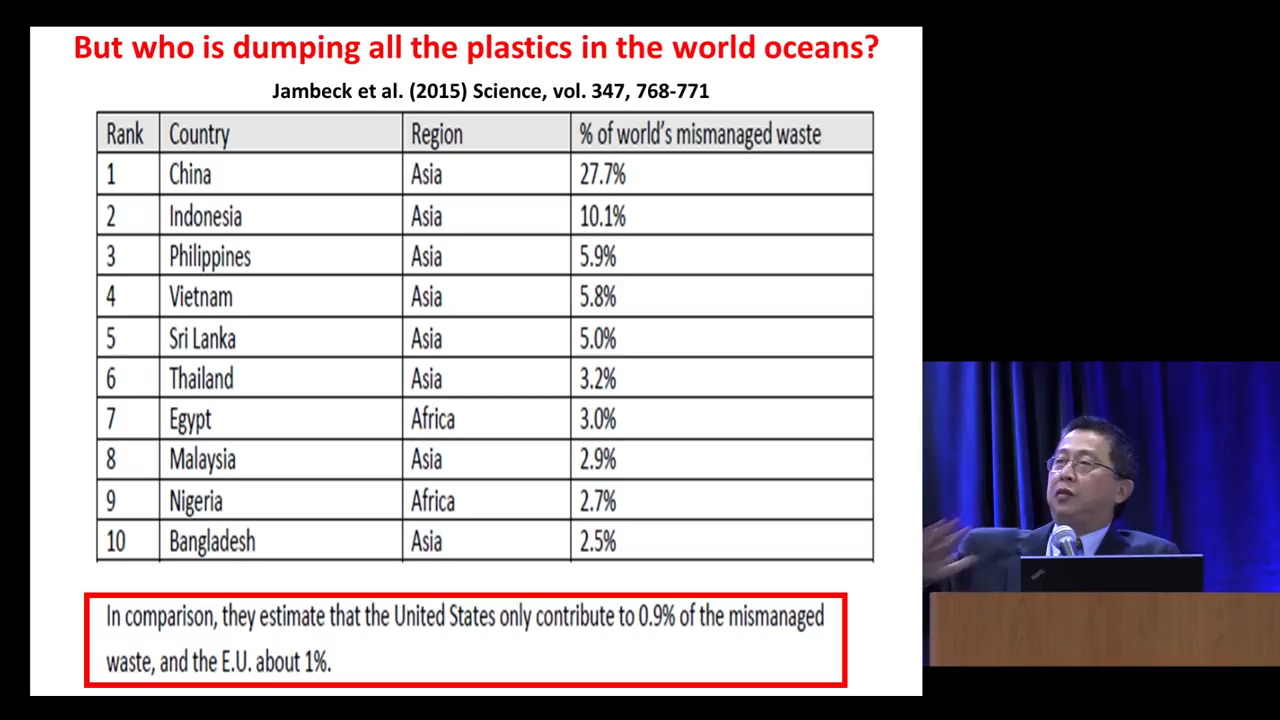 But who is dumping all the plastics in the world oceans?
Jambeck et al. (2015) Science, vol. 347, 768-771
Rank Country Region % of world's mismanaged waste
1 China Asia 27.7%
2 Indonesia Asia 10.1%
3 Philippines Asia 5.9%
4 Vietnam Asia 5.8%
5 Sri Lanka Asia 5.0%
6 Thailand Asia 3.2%
7 Egypt Africa 3.0%
8 Malaysia Asia 2.9%
9 Nigeria Africa 2.7%
10 Bangladesh Asia 2.5%
In comparison, they estimate that the United States only contribute to 0.9% of the mismanaged
waste, and the E.U. about 1%.